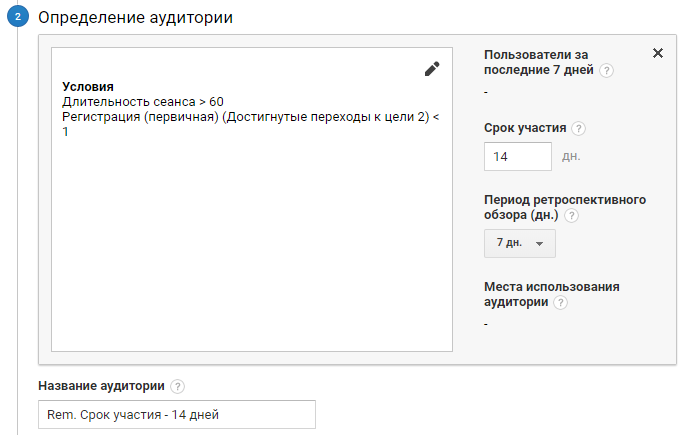 2 Определение аудитории
Условия
Длительность сеанса > 60
Регистрация (первичная) (Достигнутые переходы к цели 2) <
1
Пользователи за
последние 7 дней ?
-
Срок участия ?
14 дн.
Период ретроспективного
обзора (дн.) ?
7 дн.
Места использования
аудитории ?
-
Название аудитории ?
Rem. Срок участия - 14 дней